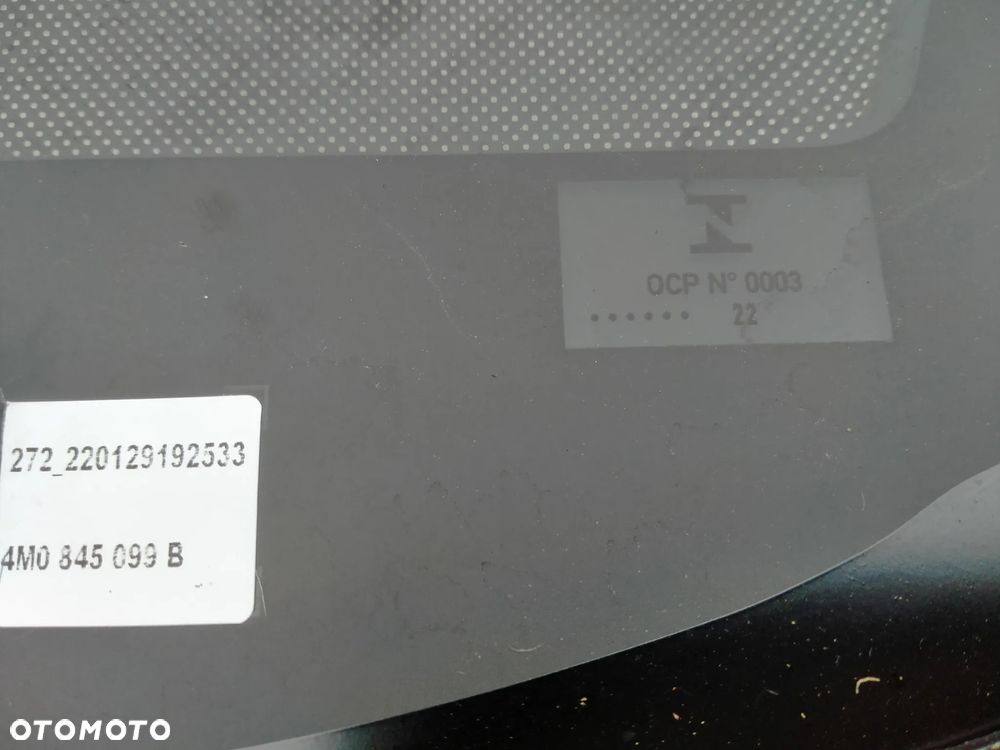 OCP N° 0003
...... 22
272_220129192533
4M0 845 099 B
OTOMOTO